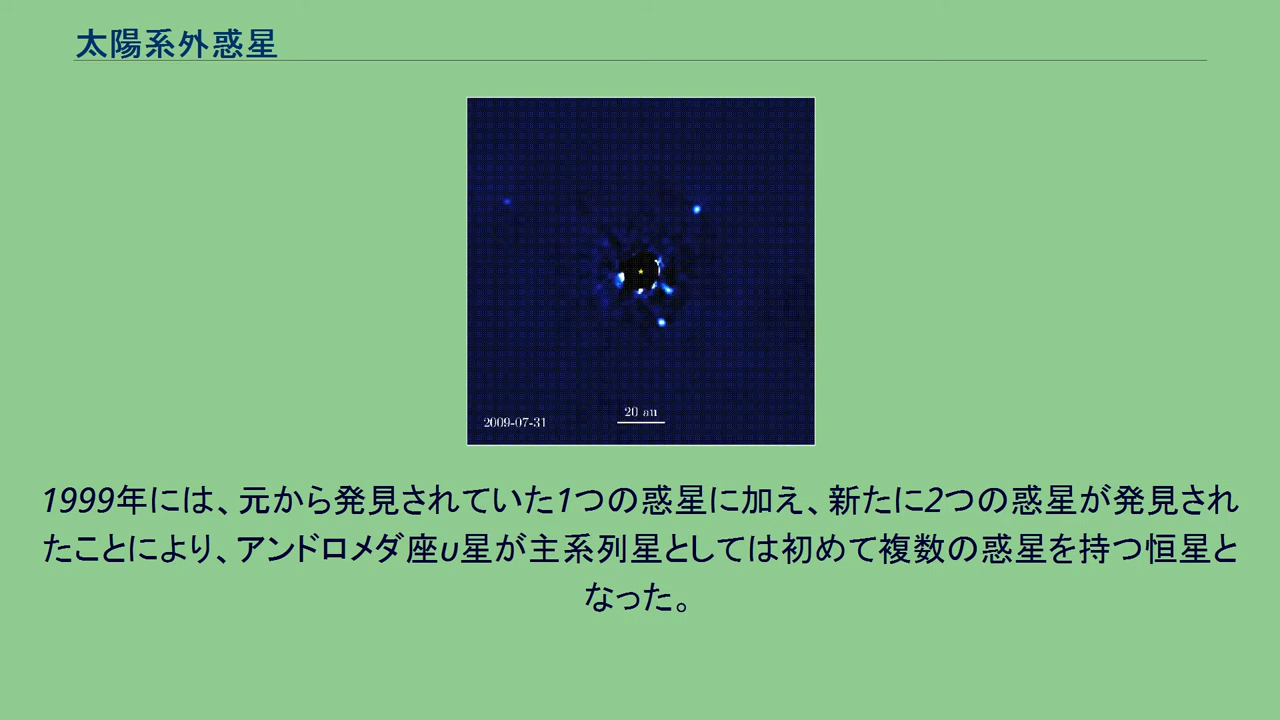 太陽系外惑星
2009-07-31
20 au
1999年には、元から発見されていた1つの惑星に加え、新たに2つの惑星が発見され
たことにより、アンドロメダ座υ星が主系列星としては初めて複数の惑星を持つ恒星と
なった。